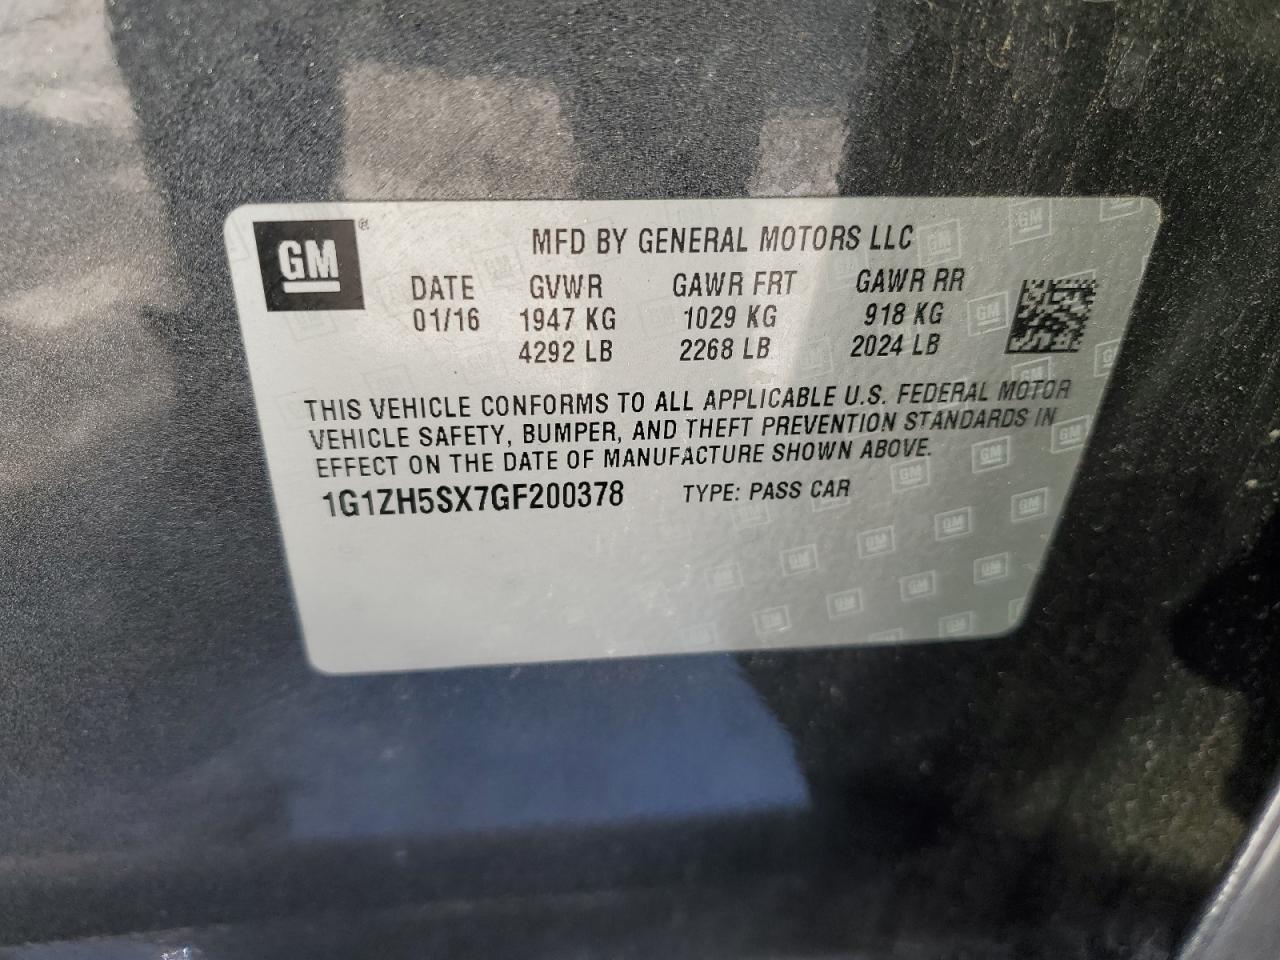 GM®
MFD BY GENERAL MOTORS LLC
DATE GVWR GAWR FRT GAWR RR
01/16 1947 KG 1029 KG 918 KG
4292 LB 2268 LB 2024 LB
THIS VEHICLE CONFORMS TO ALL APPLICABLE U.S. FEDERAL MOTOR
VEHICLE SAFETY, BUMPER, AND THEFT PREVENTION STANDARDS IN
EFFECT ON THE DATE OF MANUFACTURE SHOWN ABOVE.
1G1ZH5SX7GF200378 TYPE: PASS CAR